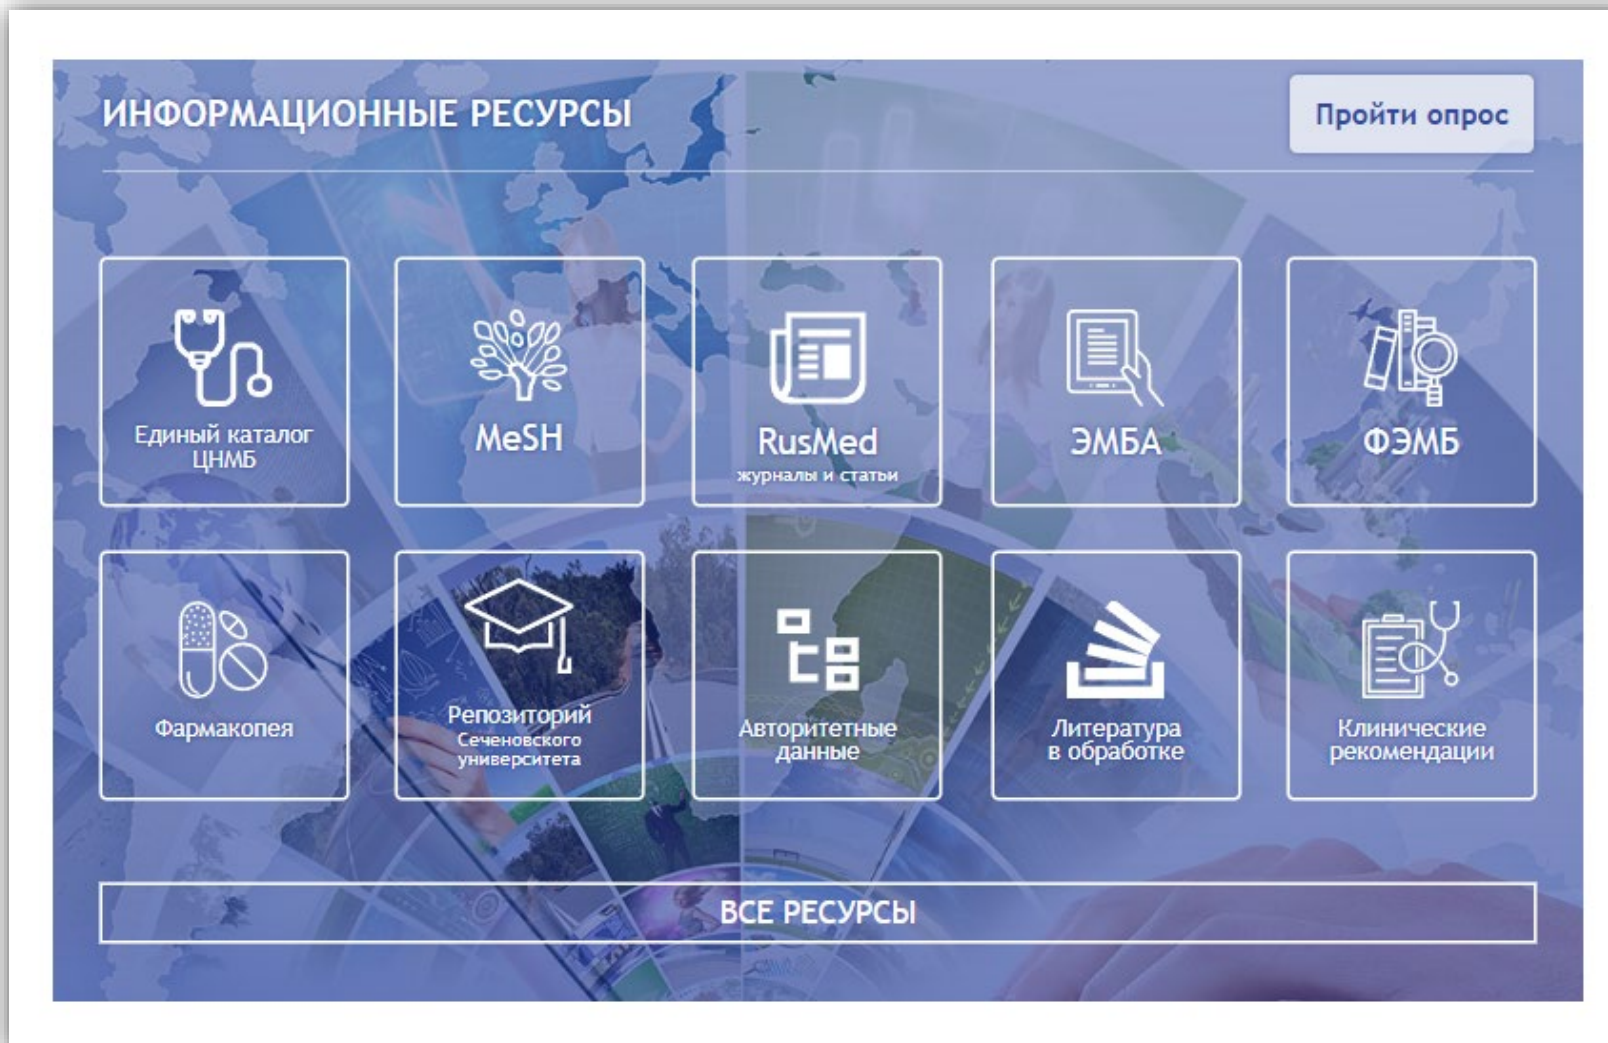 ИНФОРМАЦИОННЫЕ РЕСУРСЫ
Пройти опрос
Единый каталог
ЦНМБ
MeSH
RusMed
журналы и статьи
ЭМБА
ФЭМБ
Фармакопея
Репозиторий
Сеченовского
университета
Авторитетные
данные
Литература
в обработке
Клинические
рекомендации
ВСЕ РЕСУРСЫ